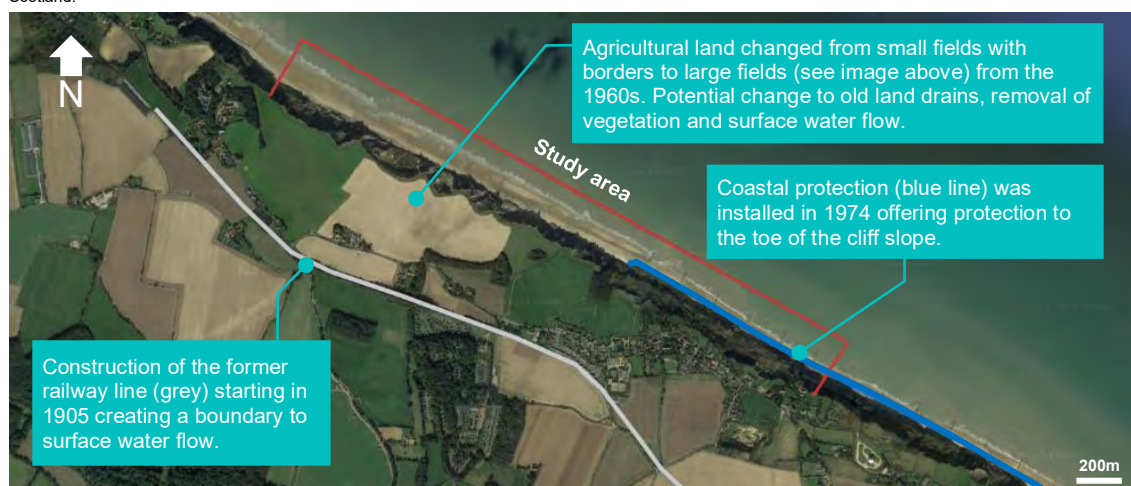 Scotland.
N
Agricultural land changed from small fields with
borders to large fields (see image above) from the
1960s. Potential change to old land drains, removal of
vegetation and surface water flow.
Study area
Coastal protection (blue line) was
installed in 1974 offering protection to
the toe of the cliff slope.
Construction of the former
railway line (grey) starting in
1905 creating a boundary to
surface water flow.
200m